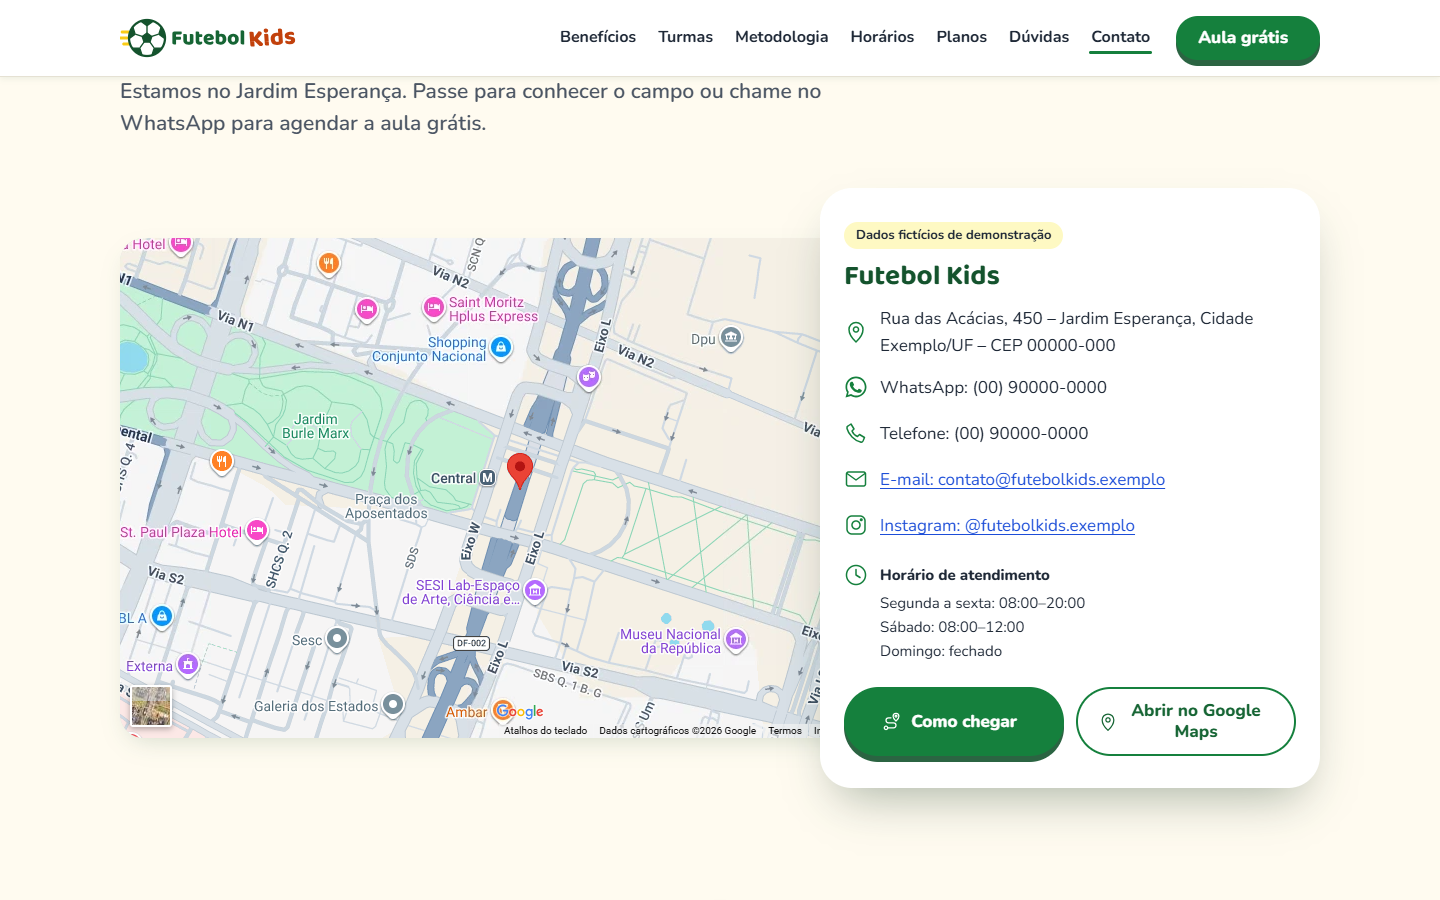 Futebol Kids
Benefícios
Turmas
Metodologia
Horários
Planos
Dúvidas
Contato
Aula grátis
Estamos no Jardim Esperança. Passe para conhecer o campo ou chame no
WhatsApp para agendar a aula grátis.
Hotel
Via N1
Via N2
SCN Q
Saint Moritz
Hplus Express
Shopping
Conjunto Nacional
Eixo L
Via N2
Dpu
Jardim
Burle Marx
Central
M
Praça dos
Aposentados
St. Paul Plaza Hotel
SHCS Q. 2
SDS
Eixo W
Eixo L
Via S2
SESI Lab-Espaço
de Arte, Ciência e...
BL A
Sesc
DF-002
Eixo L
Museu Nacional
da República
Externa
Via S2
SBS Q. 1 B. G
Galeria dos Estados
Ambar
Google
Atalhos do teclado
Dados cartográficos ©2026 Google
Termos
Dados fictícios de demonstração
Futebol Kids
Rua das Acácias, 450 – Jardim Esperança, Cidade
Exemplo/UF – CEP 00000-000
WhatsApp: (00) 90000-0000
Telefone: (00) 90000-0000
E-mail: contato@futebolkids.exemplo
Instagram: @futebolkids.exemplo
Horário de atendimento
Segunda a sexta: 08:00–20:00
Sábado: 08:00–12:00
Domingo: fechado
Como chegar
Abrir no Google
Maps